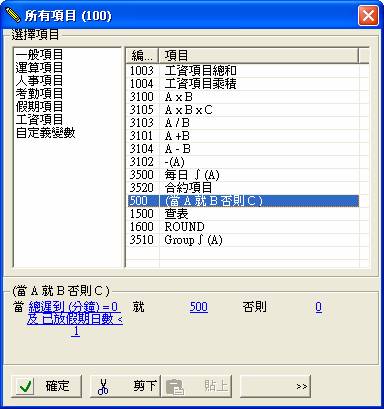 所有項目 (100)
選擇項目
一般項目
運算項目
人事項目
考勤項目
假期項目
工資項目
自定義變數
編... 項目
1003 工資項目總和
1004 工資項目乘積
3100 A x B
3105 A x B x C
3103 A / B
3101 A +B
3104 A - B
3102 -(A)
3500 每日 ∫ (A)
3520 合約項目
500 (當 A 就 B 否則 C )
1500 查表
1600 ROUND
3510 Group ∫ (A)
(當 A 就 B 否則 C )
當 總遲到 (分鐘) = 0 就 500 否則 0
及 已放假期日數 <
1
確定 剪下 貼上 >>